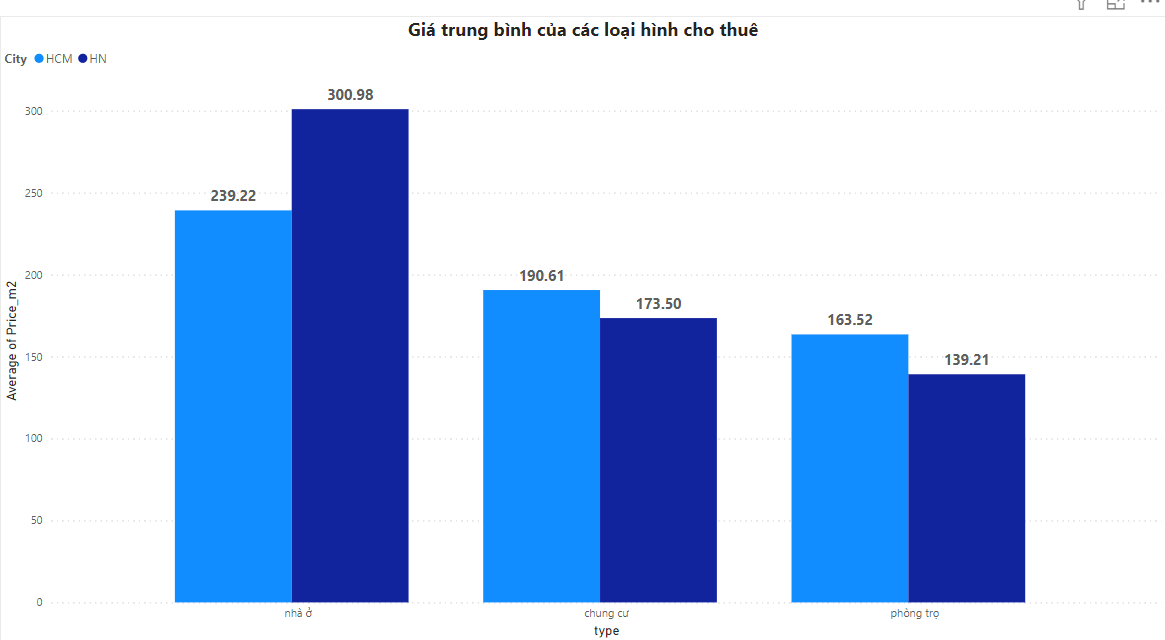 Giá trung bình của các loại hình cho thuê
City HCM HN
300.98
300
250
239.22
200
190.61
173.50
163.52
150
139.21
100
50
0
Average of Price_m2
nhà ở chung cư phòng trọ
type